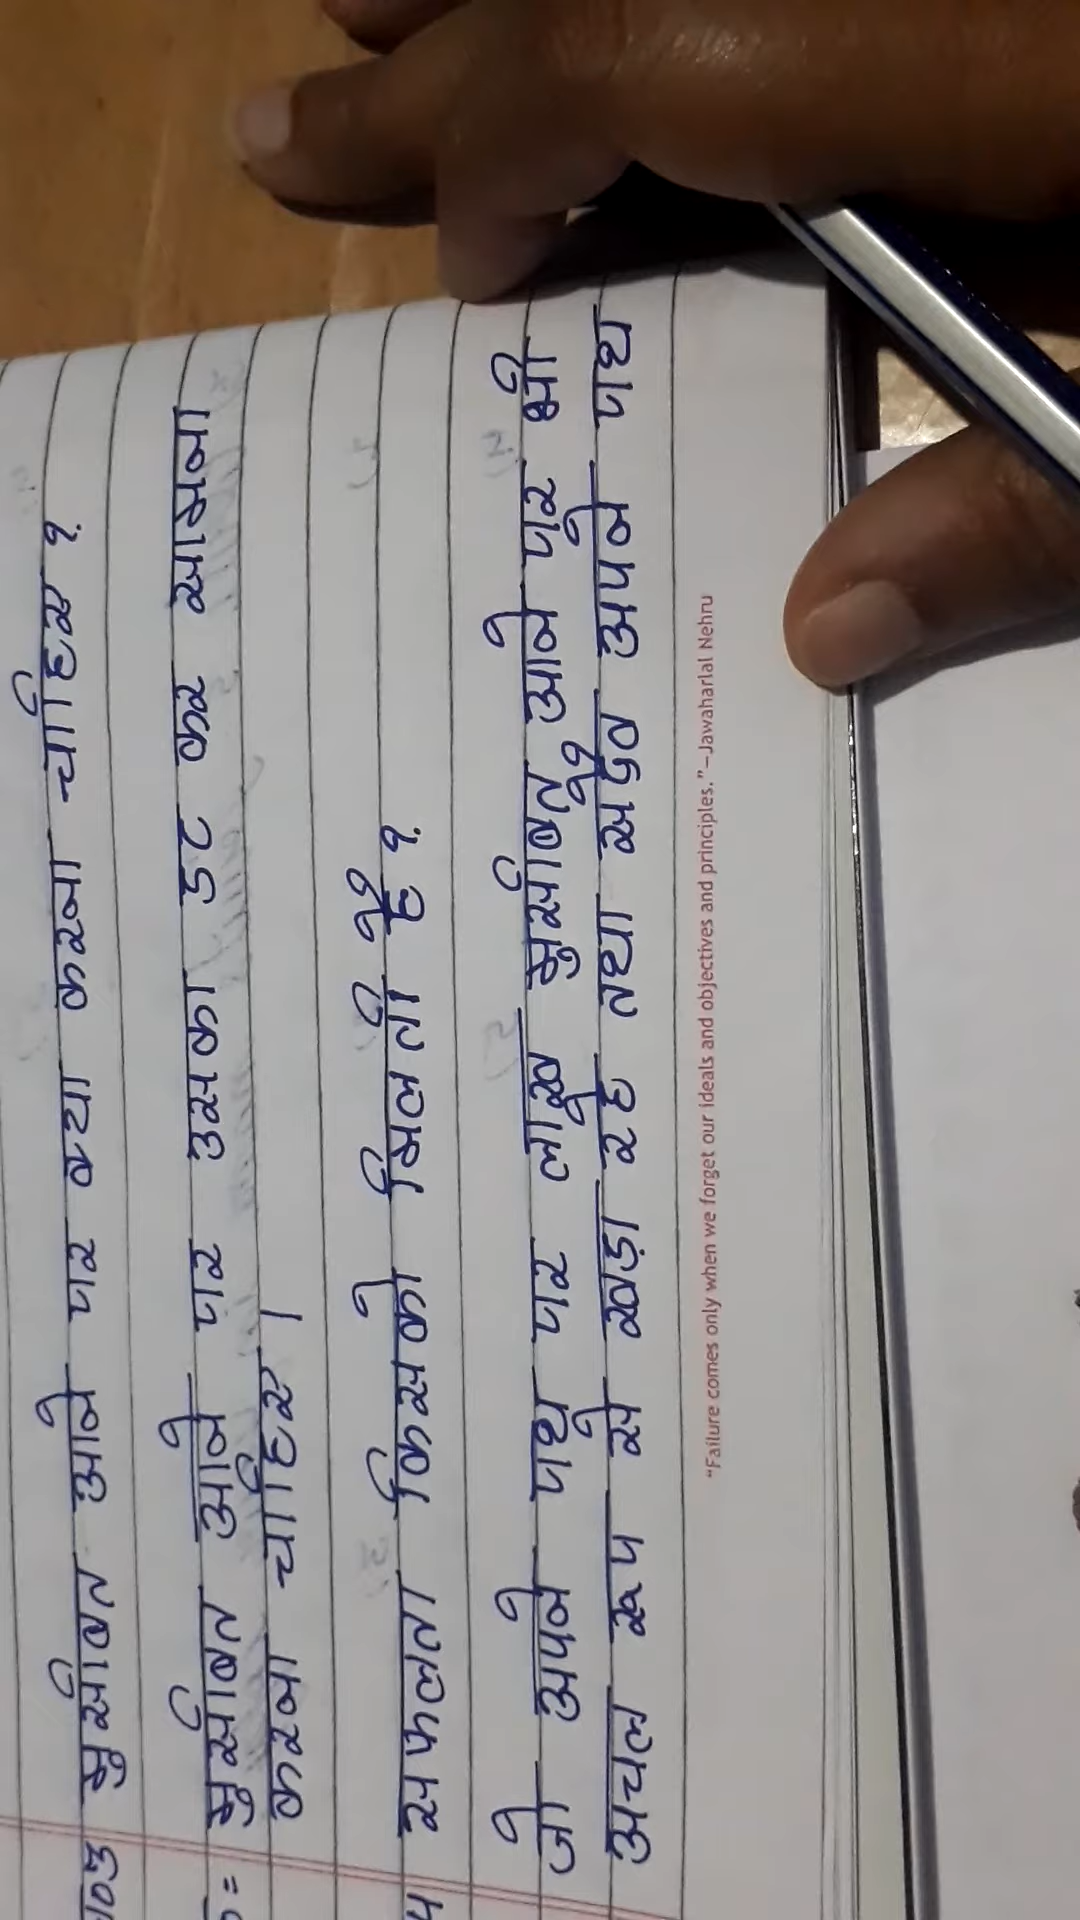 प्र०3 मुसीबत आने पर क्या करना चाहिए ?
= मुसीबत आने पर उसका डट कर सामना
करना चाहिए ।
4 सफलता किसको मिलती है ?
जो अपने पथ पर लाख मुसीबत आने पर भी
अचल रूप से खड़ा रहे तथा सदैव अपने पथ
"Failure comes only when we forget our ideals and objectives and principles."–Jawaharlal Nehru